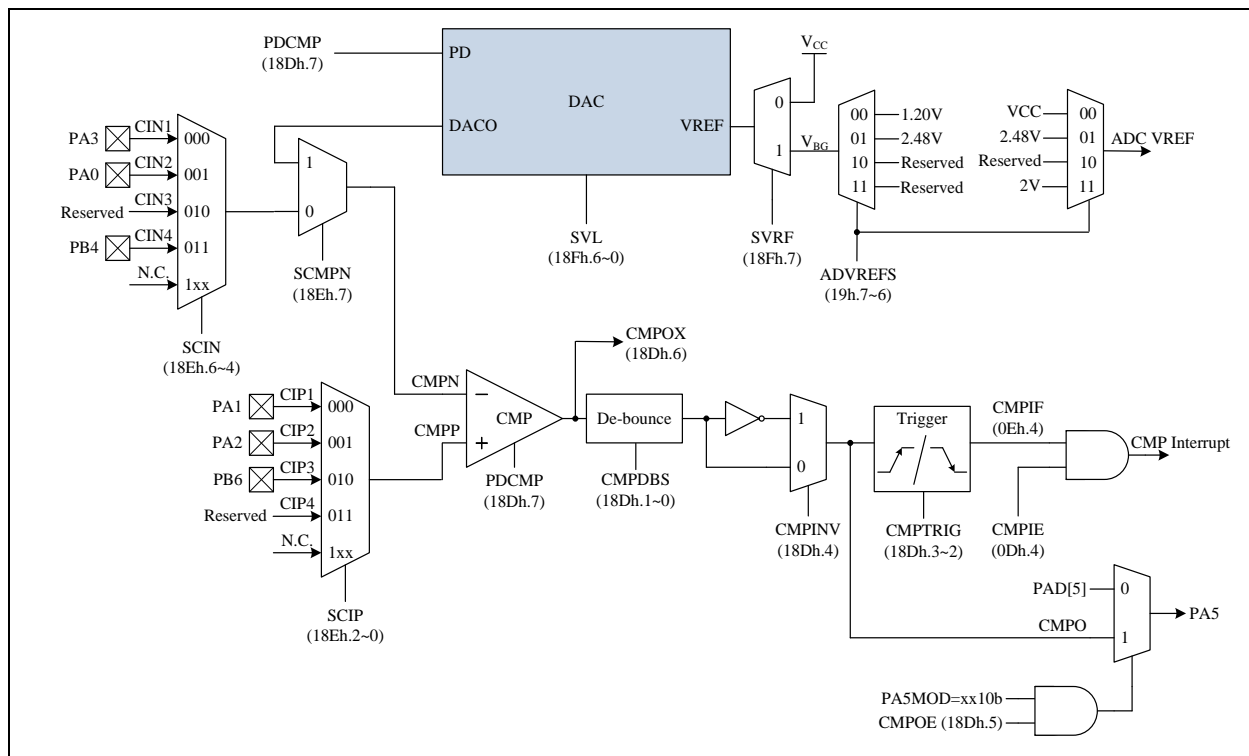 PDCMP
(18Dh.7)
PD
DAC
DACO
VREF
V_CC
0
1
V_BG
00
01
10
11
1.20V
2.48V
Reserved
Reserved
VCC
2.48V
Reserved
2V
00
01
10
11
ADC VREF
PA3
CIN1
000
PA0
CIN2
001
Reserved
CIN3
010
PB4
CIN4
011
N.C.
1xx
1
0
SCMPN
(18Eh.7)
SVL
(18Fh.6~0)
SVRF
(18Fh.7)
ADVREFS
(19h.7~6)
SCIN
(18Eh.6~4)
PA1
CIP1
000
PA2
CIP2
001
PB6
CIP3
010
Reserved
CIP4
011
N.C.
1xx
SCIP
(18Eh.2~0)
CMPN
CMPP
−
+
CMP
PDCMP
(18Dh.7)
CMPOX
(18Dh.6)
De-bounce
CMPDBS
(18Dh.1~0)
1
0
CMPINV
(18Dh.4)
Trigger
CMPTRIG
(18Dh.3~2)
CMPIF
(0Eh.4)
CMP Interrupt
CMPIE
(0Dh.4)
PAD[5]
0
CMPO
1
PA5
PA5MOD=xx10b
CMPOE (18Dh.5)